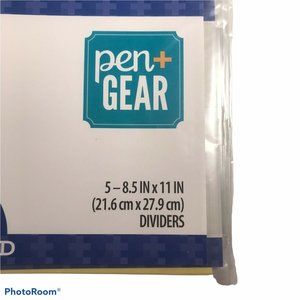 pen+
GEAR
5 – 8.5 IN x 11 IN
(21.6 cm x 27.9 cm)
DIVIDERS
D
PhotoRoom®